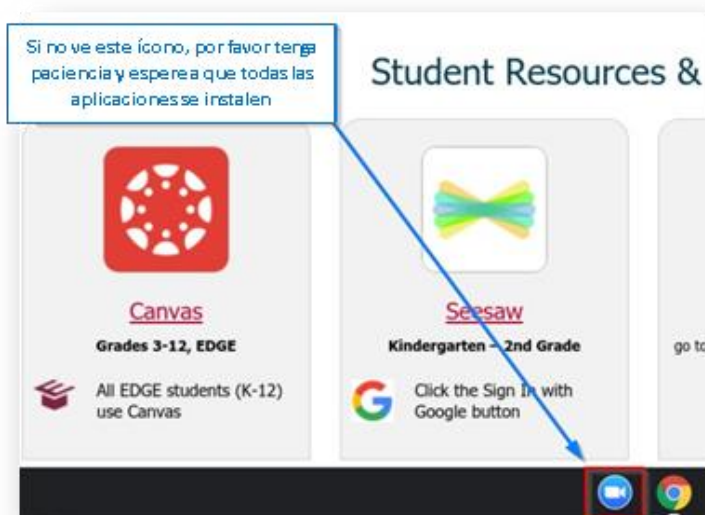 Si no ve este ícono, por favor tenga
paciencia y espere a que todas las
aplicaciones se instalen
Student Resources &
Canvas
Grades 3-12, EDGE
All EDGE students (K-12)
use Canvas
Seesaw
Kindergarten - 2nd Grade
Click the Sign In with
Google button
go to